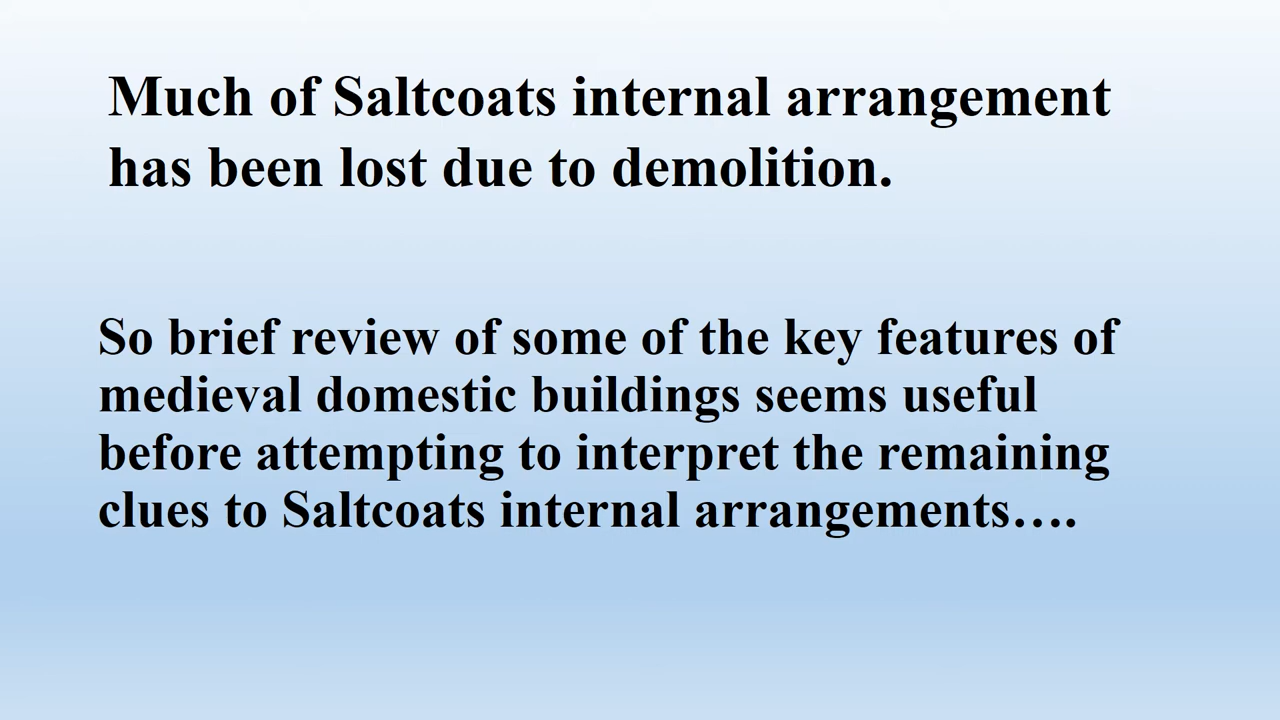 Much of Saltcoats internal arrangement
has been lost due to demolition.
So brief review of some of the key features of
medieval domestic buildings seems useful
before attempting to interpret the remaining
clues to Saltcoats internal arrangements….